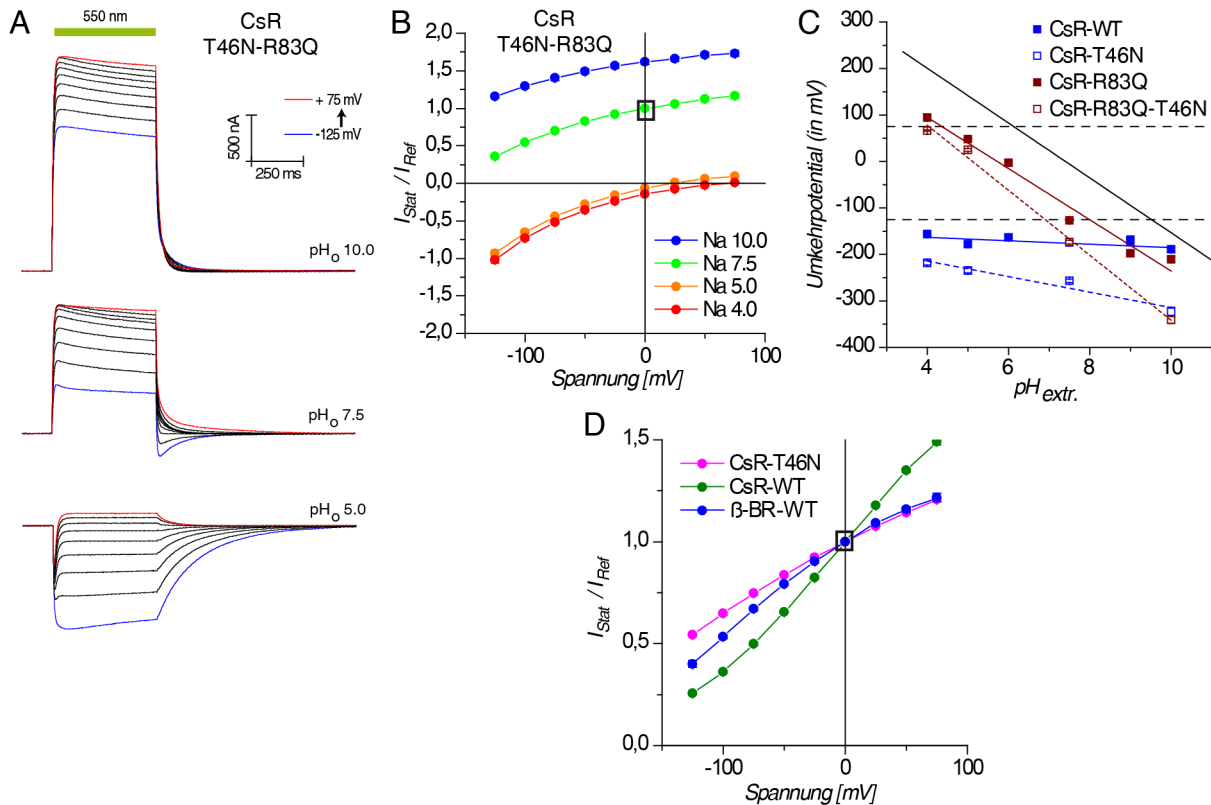 A
550 nm
CsR
T46N-R83Q
+ 75 mV
-125 mV
500 nA
250 ms
pHo 10.0
pHo 7.5
pHo 5.0
B
CsR
T46N-R83Q
2,0
1,5
1,0
0,5
0,0
-0,5
-1,0
-1,5
-2,0
2,0
IStat / IRef
Na 10.0
Na 7.5
Na 5.0
Na 4.0
-100
0
100
Spannung [mV]
C
CsR-WT
CsR-T46N
CsR-R83Q
CsR-R83Q-T46N
300
200
100
0
-100
-200
-300
-400
Umkehrpotential (in mV)
4
6
8
10
pH extr.
D
CsR-T46N
CsR-WT
ß-BR-WT
1,5
1,0
0,5
0,0
IStat / IRef
-100
0
100
Spannung [mV]